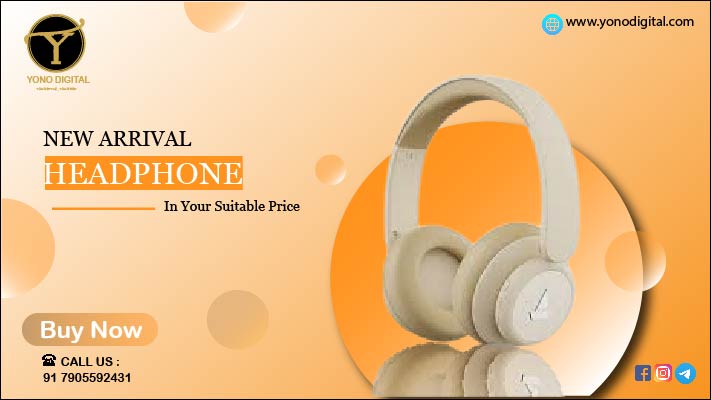 YONO DIGITAL
www.yonodigital.com
NEW ARRIVAL
HEADPHONE
In Your Suitable Price
Buy Now
CALL US :
91 7905592431